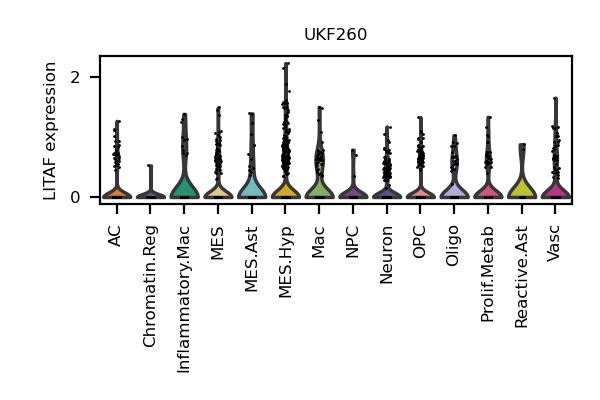 UKF260
LITAF expression
2
0
AC
Chromatin.Reg
Inflammatory.Mac
MES
MES.Ast
MES.Hyp
Mac
NPC
Neuron
OPC
Oligo
Prolif.Metab
Reactive.Ast
Vasc